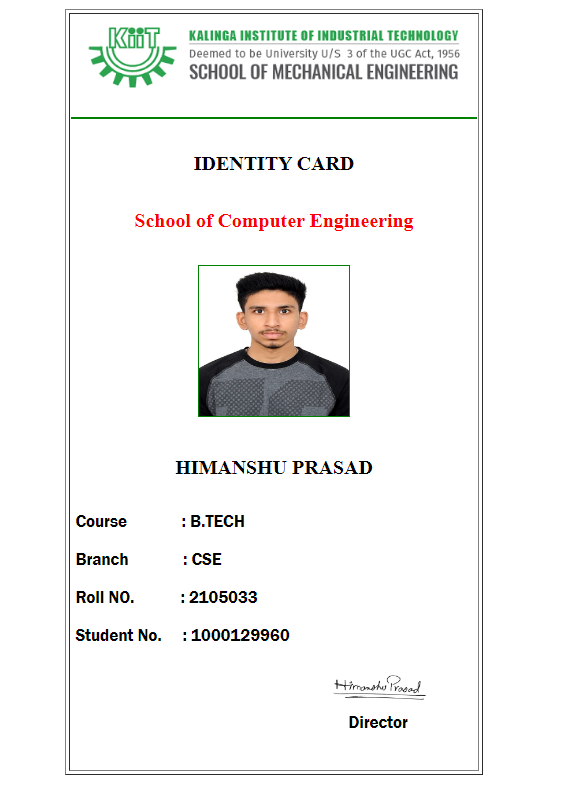 KiiT
KALINGA INSTITUTE OF INDUSTRIAL TECHNOLOGY
Deemed to be University U/S 3 of the UGC Act, 1956
SCHOOL OF MECHANICAL ENGINEERING
IDENTITY CARD
School of Computer Engineering
HIMANSHU PRASAD
Course : B.TECH
Branch : CSE
Roll NO. : 2105033
Student No. : 1000129960
Himanshu Prasad
Director